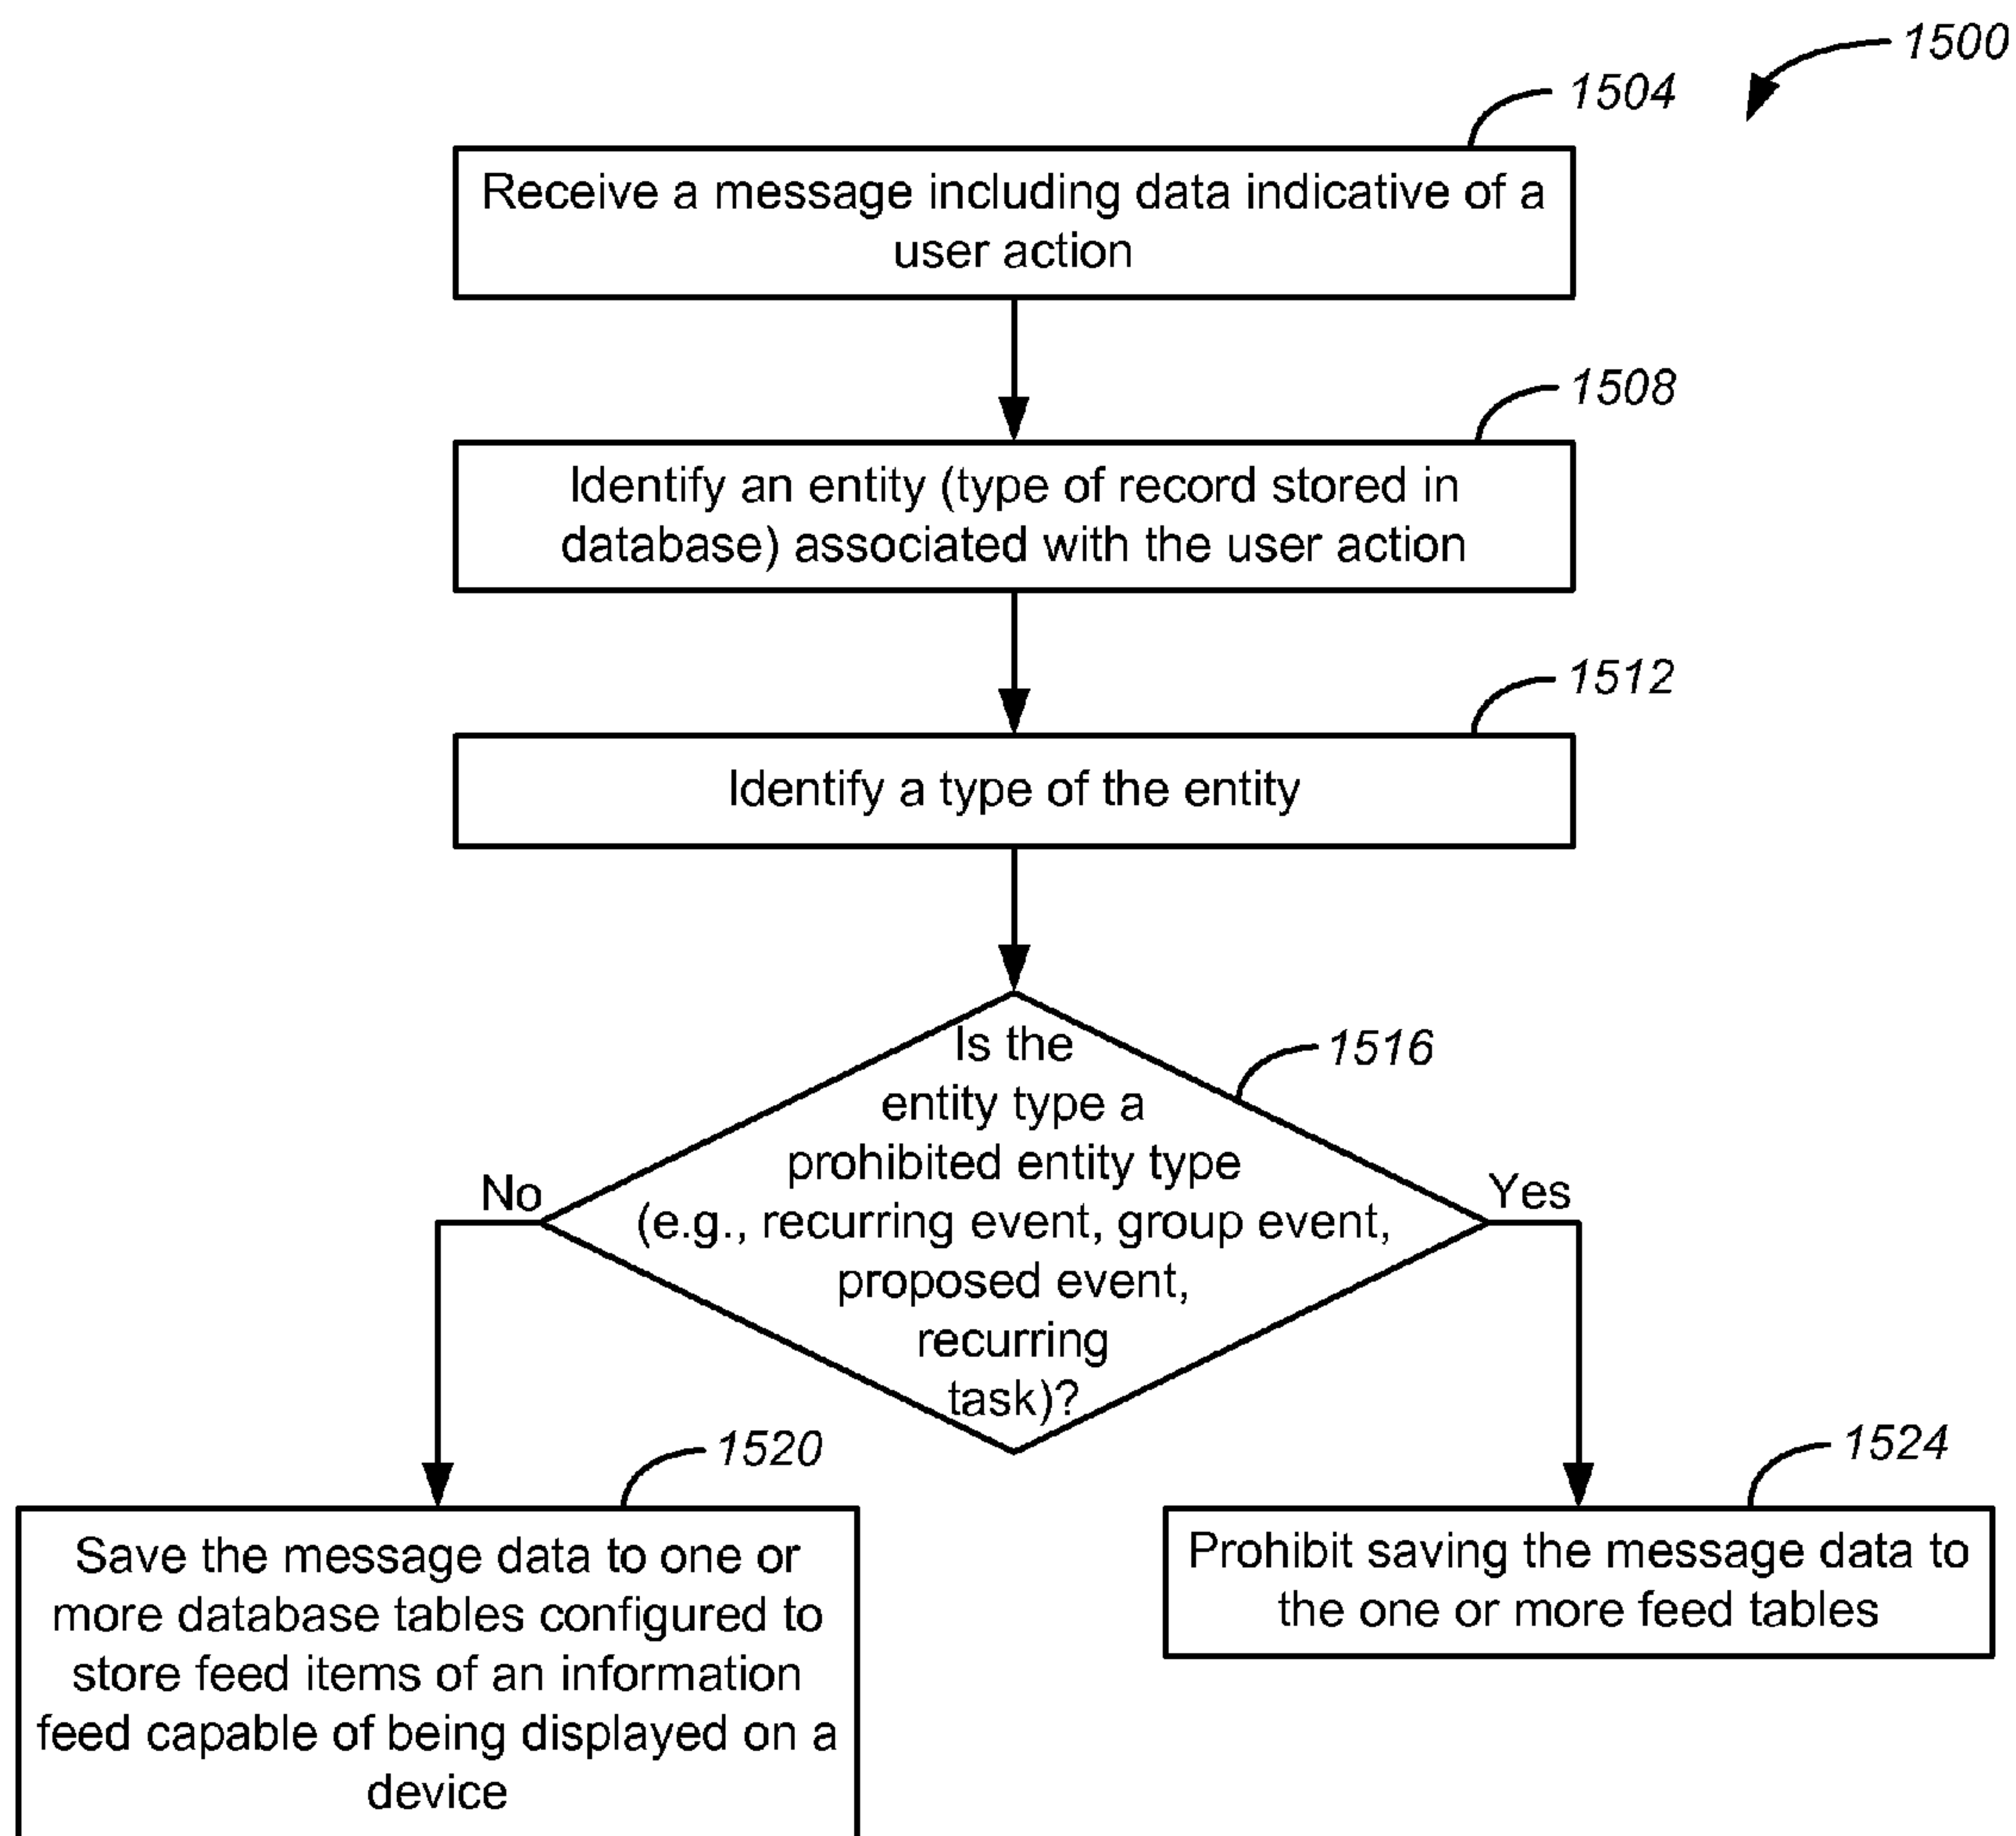 1500
1504
Receive a message including data indicative of a
user action
1508
Identify an entity (type of record stored in
database) associated with the user action
1512
Identify a type of the entity
1516
Is the
entity type a
prohibited entity type
(e.g., recurring event, group event,
proposed event,
recurring
task)?
No
Yes
1520
Save the message data to one or
more database tables configured to
store feed items of an information
feed capable of being displayed on a
device
1524
Prohibit saving the message data to
the one or more feed tables